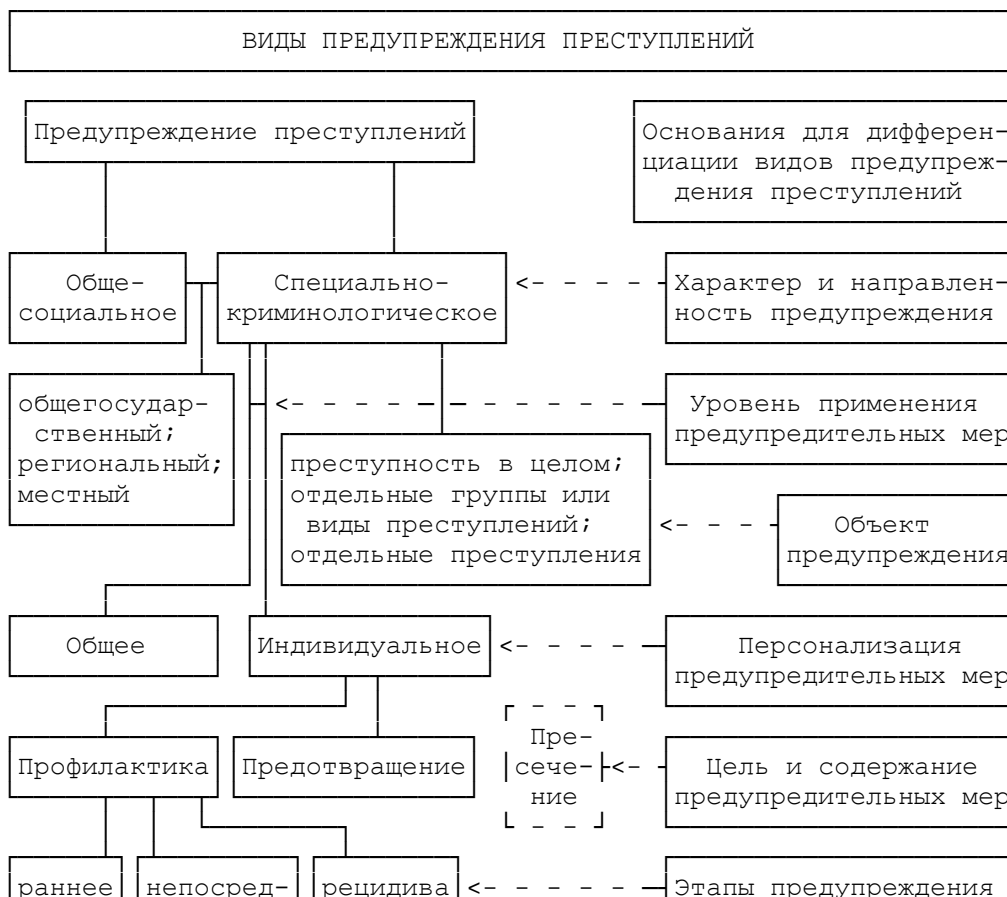 ВИДЫ ПРЕДУПРЕЖДЕНИЯ ПРЕСТУПЛЕНИЙ
Предупреждение преступлений
Основания для дифферен-
циации видов предупреж-
дения преступлений
Обще-
социальное
Специально-
криминологическое
Характер и направлен-
ность предупреждения
общегосудар-
ственный;
региональный;
местный
Уровень применения
предупредительных мер
преступность в целом;
отдельные группы или
виды преступлений;
отдельные преступления
Объект
предупреждения
Общее
Индивидуальное
Персонализация
предупредительных мер
Профилактика
Предотвращение
Пре-
сече-
ние
Цель и содержание
предупредительных мер
раннее
непосред-
рецидива
Этапы предупреждения